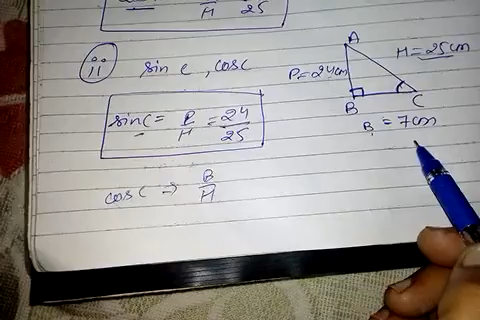 H 25
(ii) sin C, cos C
A
H = 25cm
P = 24cm
B C
B = 7cm
sin C = P/H = 24/25
cos C → B/H